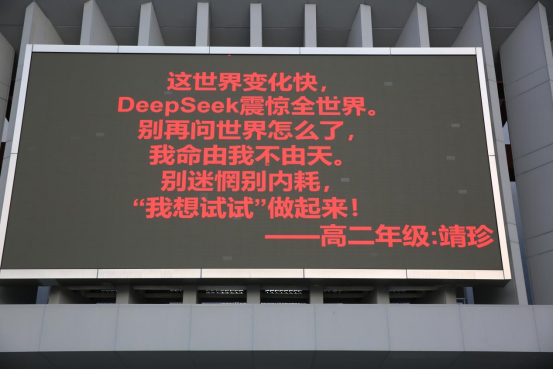 这世界变化快，
DeepSeek震惊全世界。
别再问世界怎么了，
我命由我不由天。
别迷惘别内耗，
“我想试试”做起来！
——高二年级:靖珍